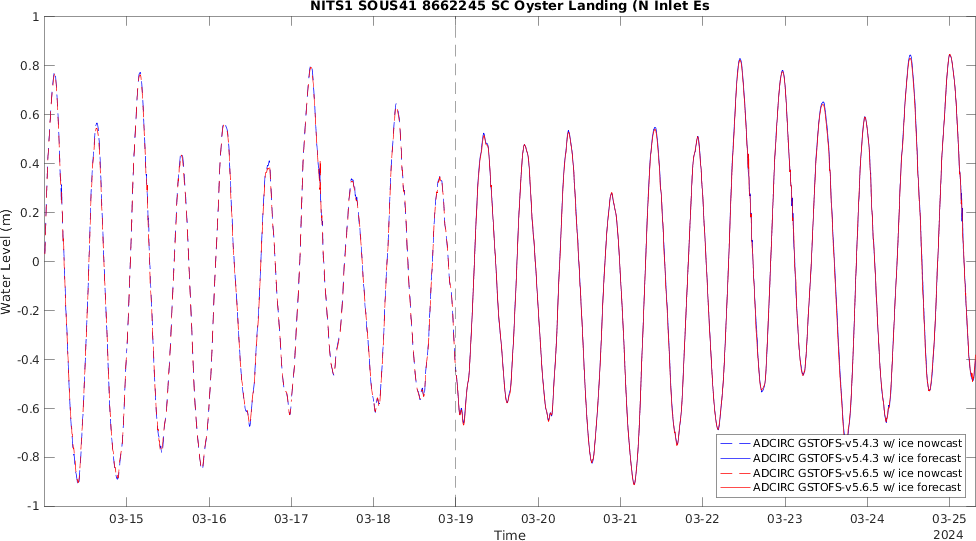 NITS1 SOUS41 8662245 SC Oyster Landing (N Inlet Es
1
0.8
0.6
0.4
0.2
0
-0.2
-0.4
-0.6
-0.8
-1
Water Level (m)
ADCIRC GSTOFS-v5.4.3 w/ ice nowcast
ADCIRC GSTOFS-v5.4.3 w/ ice forecast
ADCIRC GSTOFS-v5.6.5 w/ ice nowcast
ADCIRC GSTOFS-v5.6.5 w/ ice forecast
03-15 03-16 03-17 03-18 03-19 03-20 03-21 03-22 03-23 03-24 03-25
Time
2024